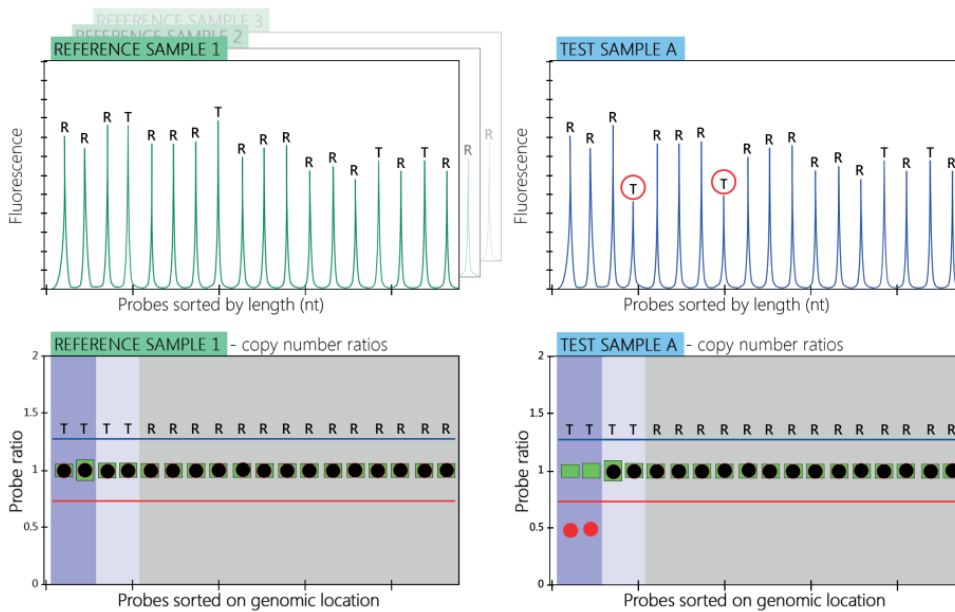 REFERENCE SAMPLE 3
REFERENCE SAMPLE 2
REFERENCE SAMPLE 1
Fluorescence
R R R T R R R T R R R R R R T R T R R R
Probes sorted by length (nt)
TEST SAMPLE A
Fluorescence
R R R T R R R T R R R R R R T R T R
Probes sorted by length (nt)
REFERENCE SAMPLE 1 - copy number ratios
Probe ratio
2
1.5
1
0.5
0
T T T T R R R R R R R R R R R R R R
Probes sorted on genomic location
TEST SAMPLE A - copy number ratios
Probe ratio
2
1.5
1
0.5
0
T T T T R R R R R R R R R R R R R R
Probes sorted on genomic location